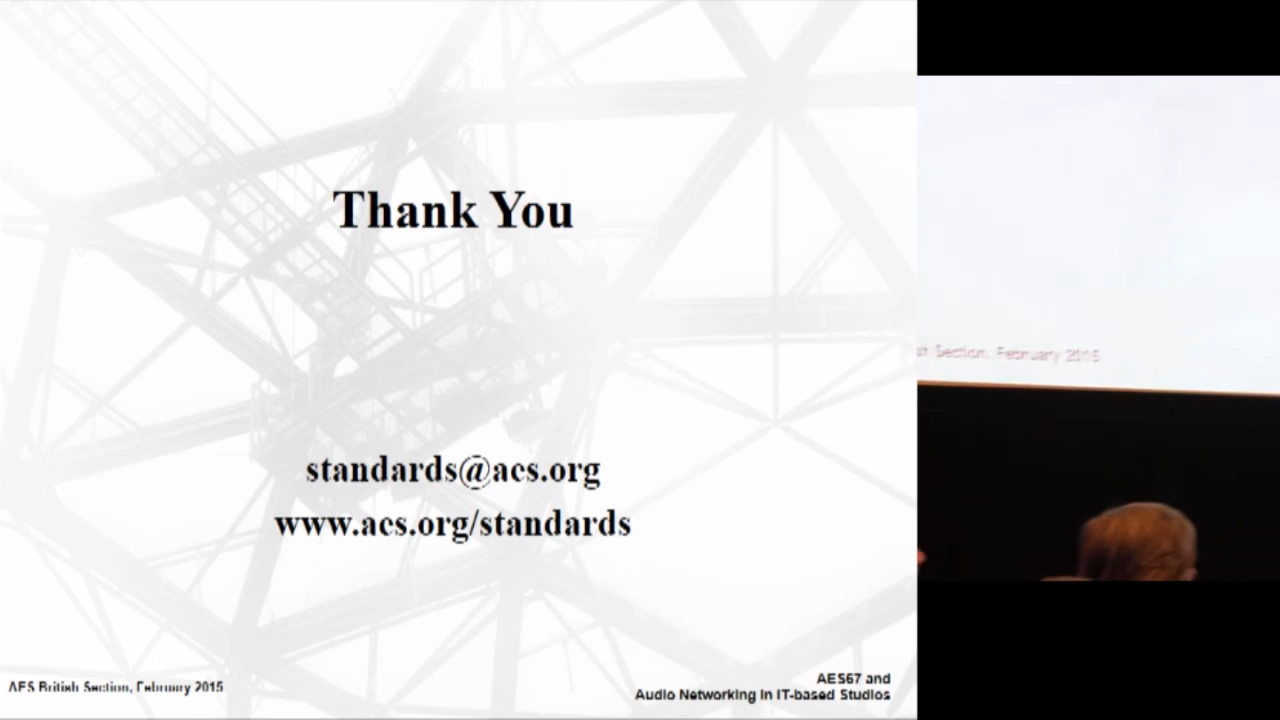 Thank You
standards@aes.org
www.aes.org/standards
AES British Section, February 2015
AES67 and
Audio Networking in IT-based Studios
Section, February 2015